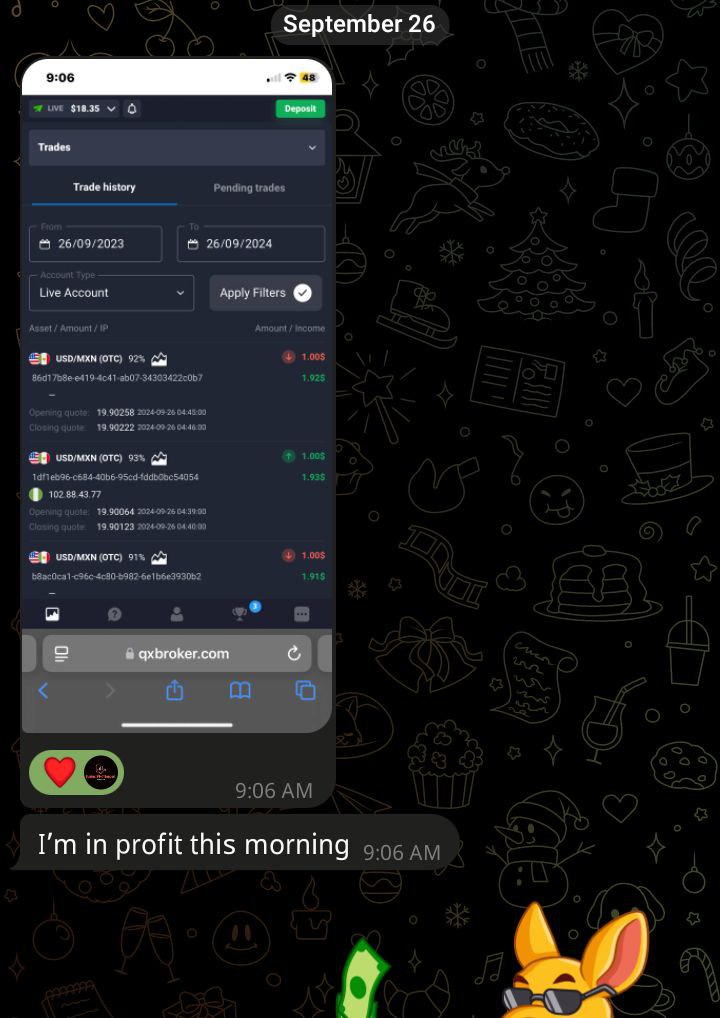 September 26
9:06
48
LIVE $18.35
Deposit
Trades
Trade history Pending trades
From To
26/09/2023 26/09/2024
Account Type
Live Account Apply Filters
Asset / Amount / IP Amount / Income
USD/MXN (OTC) 92% 1.00$
86d17b8e-e419-4c41-ab07-34303422c0b7 1.92$
–
Opening quote: 19.90258 2024-09-26 04:45:00
Closing quote: 19.90222 2024-09-26 04:46:00
USD/MXN (OTC) 93% 1.00$
1df1eb96-c684-40b6-95cd-fddb0bc54054 1.93$
102.88.43.77
Opening quote: 19.90064 2024-09-26 04:39:00
Closing quote: 19.90123 2024-09-26 04:40:00
USD/MXN (OTC) 91% 1.00$
b8ac0ca1-c96c-4c80-b982-6e1b6e3930b2 1.91$
–
3
qxbroker.com
9:06 AM
I’m in profit this morning 9:06 AM